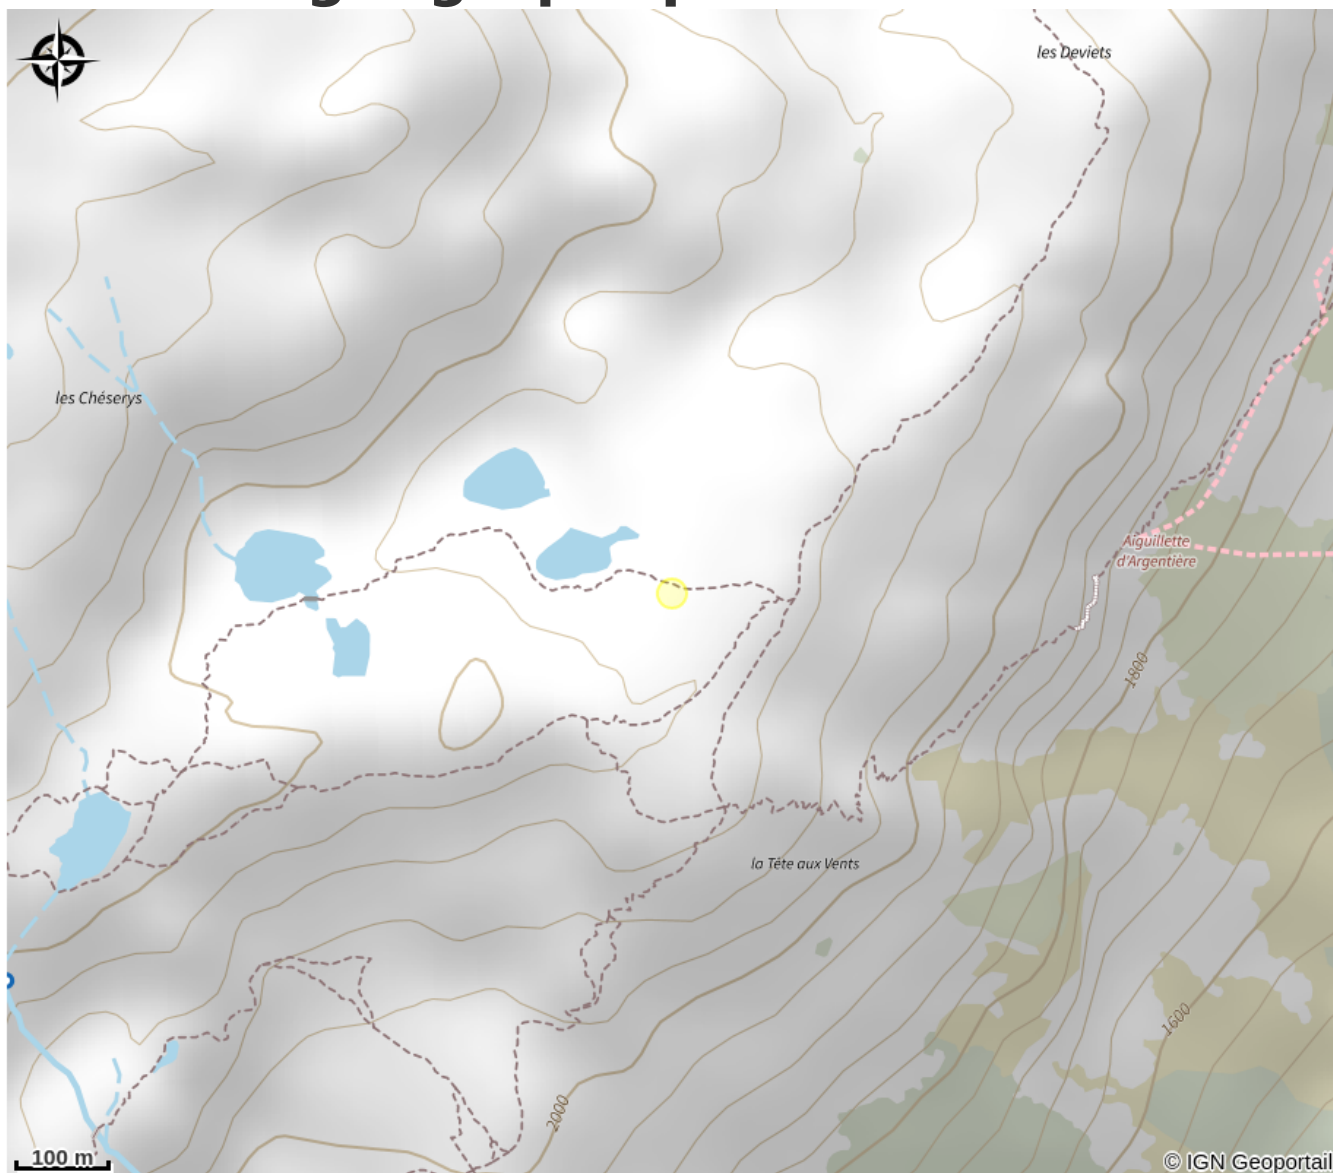 les Deviets
les Chéserys
Aiguillette
d'Argentière
1800
la Tête aux Vents
1600
2000
100 m
© IGN Geoportail